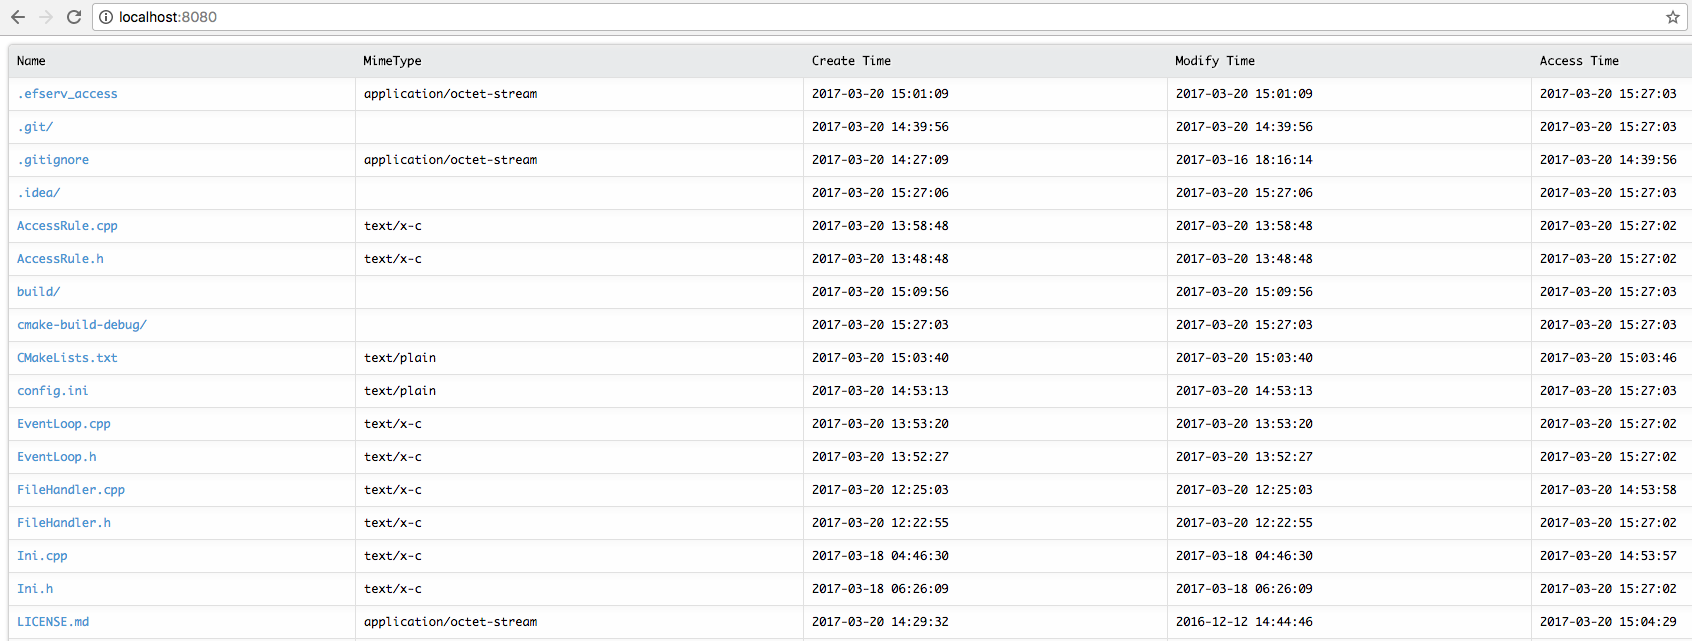 localhost:8080
Name MimeType Create Time Modify Time Access Time
.efserv_access application/octet-stream 2017-03-20 15:01:09 2017-03-20 15:01:09 2017-03-20 15:27:03
.git/ 2017-03-20 14:39:56 2017-03-20 14:39:56 2017-03-20 15:27:03
.gitignore application/octet-stream 2017-03-20 14:27:09 2017-03-16 18:16:14 2017-03-20 14:39:56
.idea/ 2017-03-20 15:27:06 2017-03-20 15:27:06 2017-03-20 15:27:03
AccessRule.cpp text/x-c 2017-03-20 13:58:48 2017-03-20 13:58:48 2017-03-20 15:27:02
AccessRule.h text/x-c 2017-03-20 13:48:48 2017-03-20 13:48:48 2017-03-20 15:27:02
build/ 2017-03-20 15:09:56 2017-03-20 15:09:56 2017-03-20 15:27:03
cmake-build-debug/ 2017-03-20 15:27:03 2017-03-20 15:27:03 2017-03-20 15:27:03
CMakeLists.txt text/plain 2017-03-20 15:03:40 2017-03-20 15:03:40 2017-03-20 15:03:46
config.ini text/plain 2017-03-20 14:53:13 2017-03-20 14:53:13 2017-03-20 15:27:03
EventLoop.cpp text/x-c 2017-03-20 13:53:20 2017-03-20 13:53:20 2017-03-20 15:27:02
EventLoop.h text/x-c 2017-03-20 13:52:27 2017-03-20 13:52:27 2017-03-20 15:27:02
FileHandler.cpp text/x-c 2017-03-20 12:25:03 2017-03-20 12:25:03 2017-03-20 14:53:58
FileHandler.h text/x-c 2017-03-20 12:22:55 2017-03-20 12:22:55 2017-03-20 15:27:02
Ini.cpp text/x-c 2017-03-18 04:46:30 2017-03-18 04:46:30 2017-03-20 14:53:57
Ini.h text/x-c 2017-03-18 06:26:09 2017-03-18 06:26:09 2017-03-20 15:27:02
LICENSE.md application/octet-stream 2017-03-20 14:29:32 2016-12-12 14:44:46 2017-03-20 15:04:29